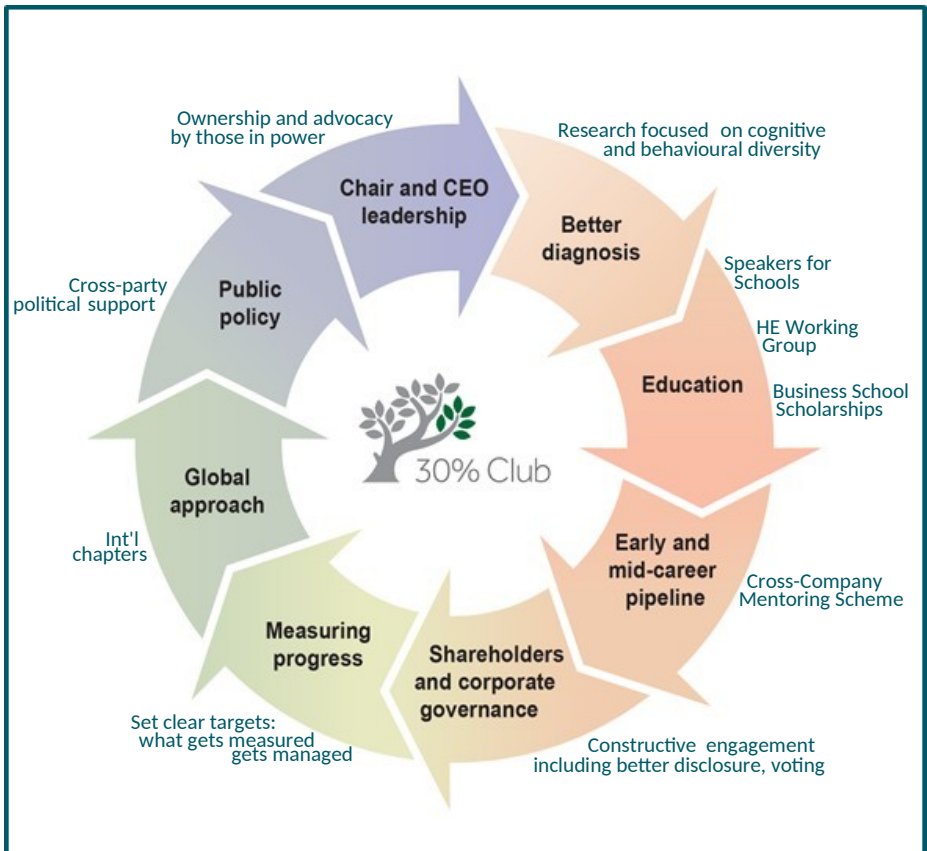 Ownership and advocacy
by those in power
Chair and CEO
leadership
Research focused on cognitive
and behavioural diversity
Better
diagnosis
Speakers for
Schools
HE Working
Group
Business School
Scholarships
Education
Early and
mid-career
pipeline
Cross-Company
Mentoring Scheme
Shareholders
and corporate
governance
Constructive engagement
including better disclosure, voting
Measuring
progress
Set clear targets:
what gets measured
gets managed
Global
approach
Int'l
chapters
Public
policy
Cross-party
political support
30% Club